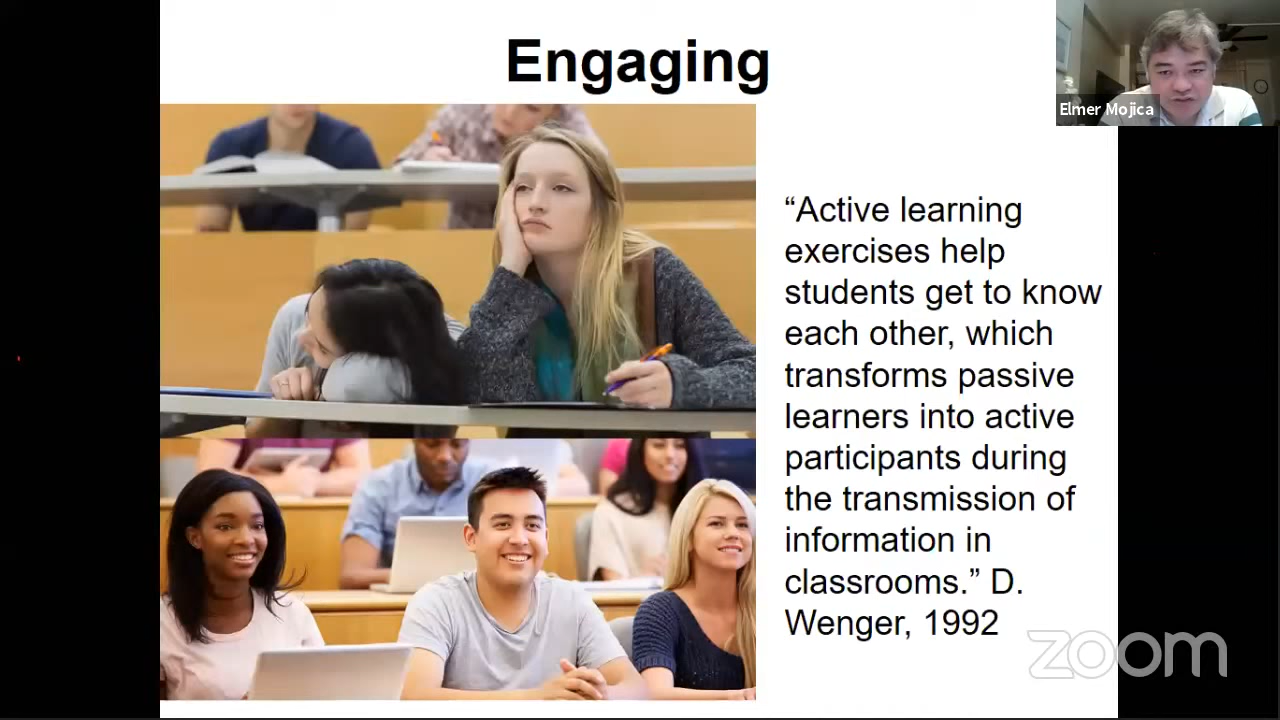 Engaging
Elmer Mojica
“Active learning
exercises help
students get to know
each other, which
transforms passive
learners into active
participants during
the transmission of
information in
classrooms.” D.
Wenger, 1992
zoom